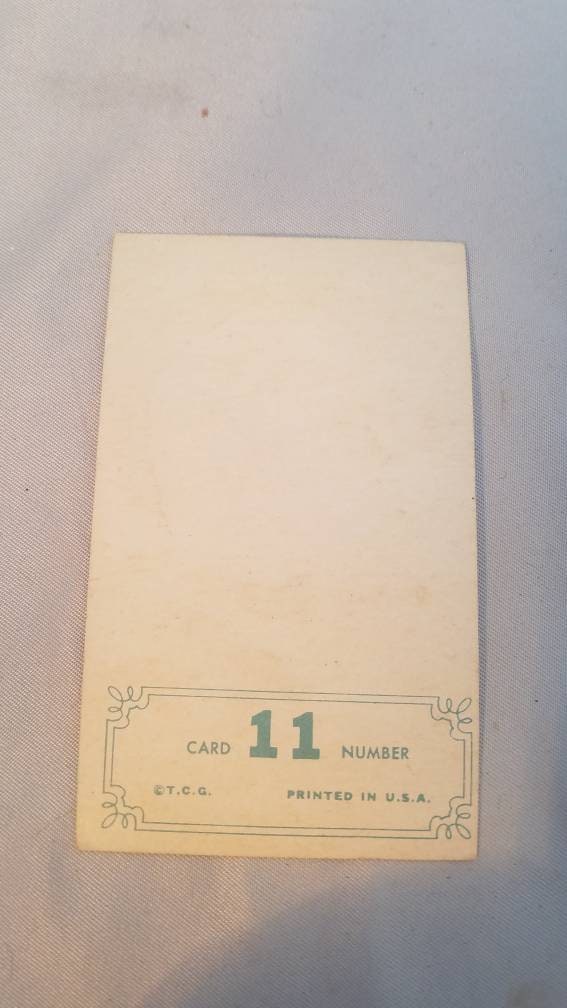 CARD 11 NUMBER
©T.C.G. PRINTED IN U.S.A.